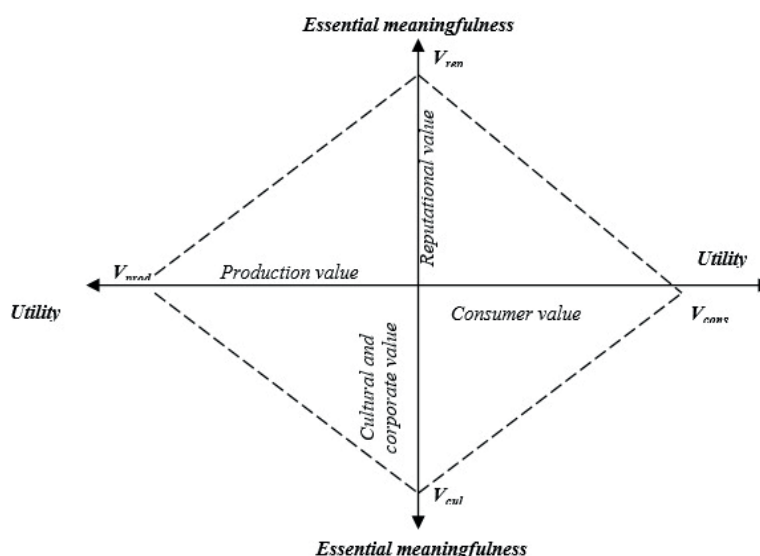 Essential meaningfulness
V_rep
Reputational value
Utility
V_prod
Production value
Utility
Consumer value
V_cons
Cultural and
corporate value
V_cul
Essential meaningfulness